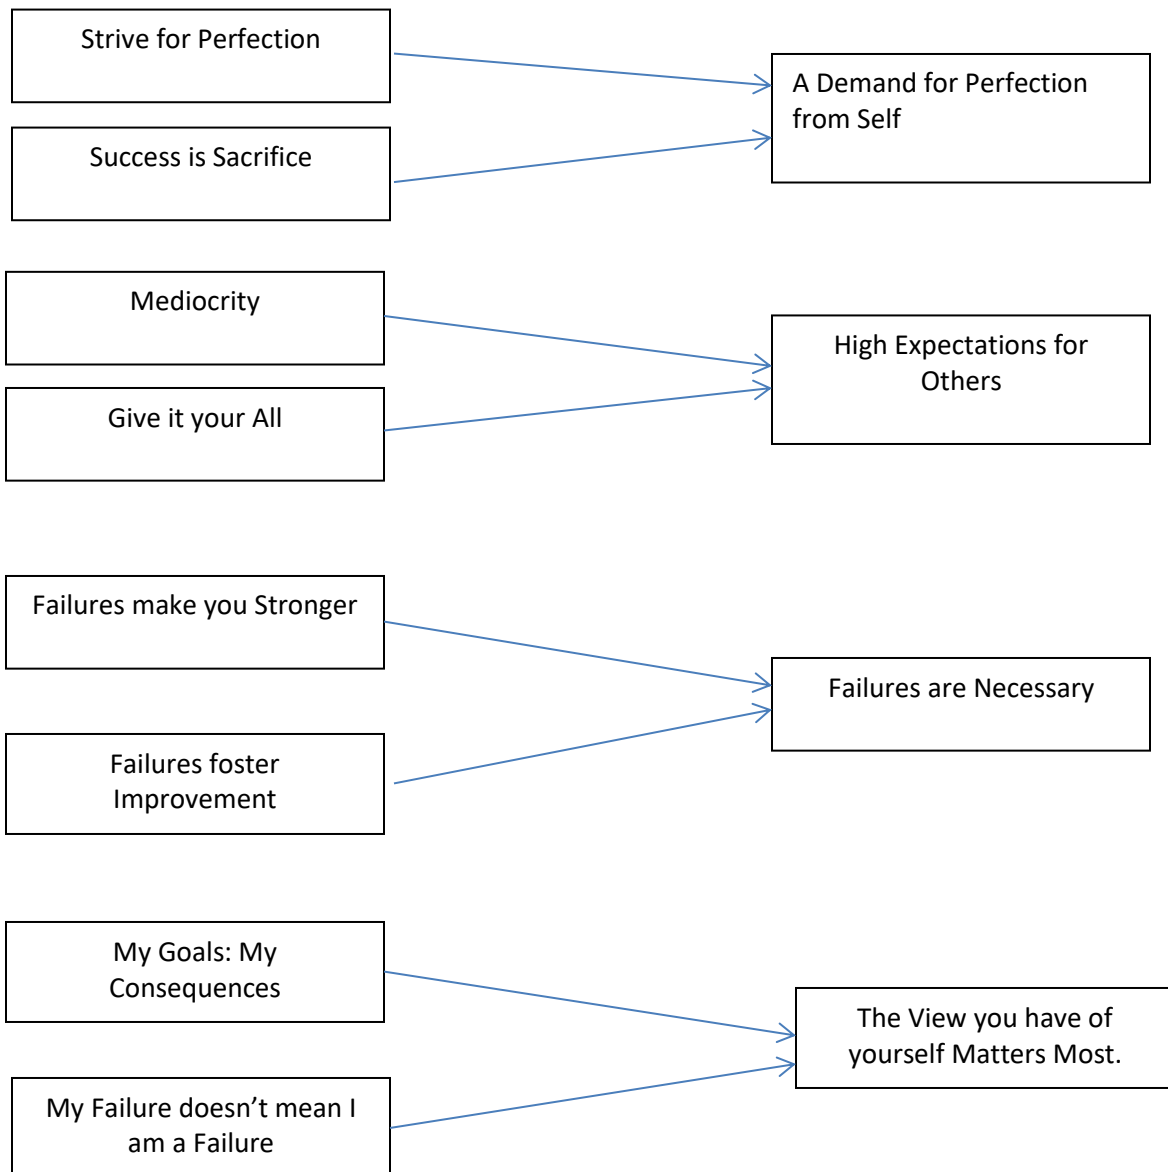 Strive for Perfection
A Demand for Perfection
from Self
Success is Sacrifice
Mediocrity
High Expectations for
Others
Give it your All
Failures make you Stronger
Failures are Necessary
Failures foster
Improvement
My Goals: My
Consequences
The View you have of
yourself Matters Most.
My Failure doesn’t mean I
am a Failure